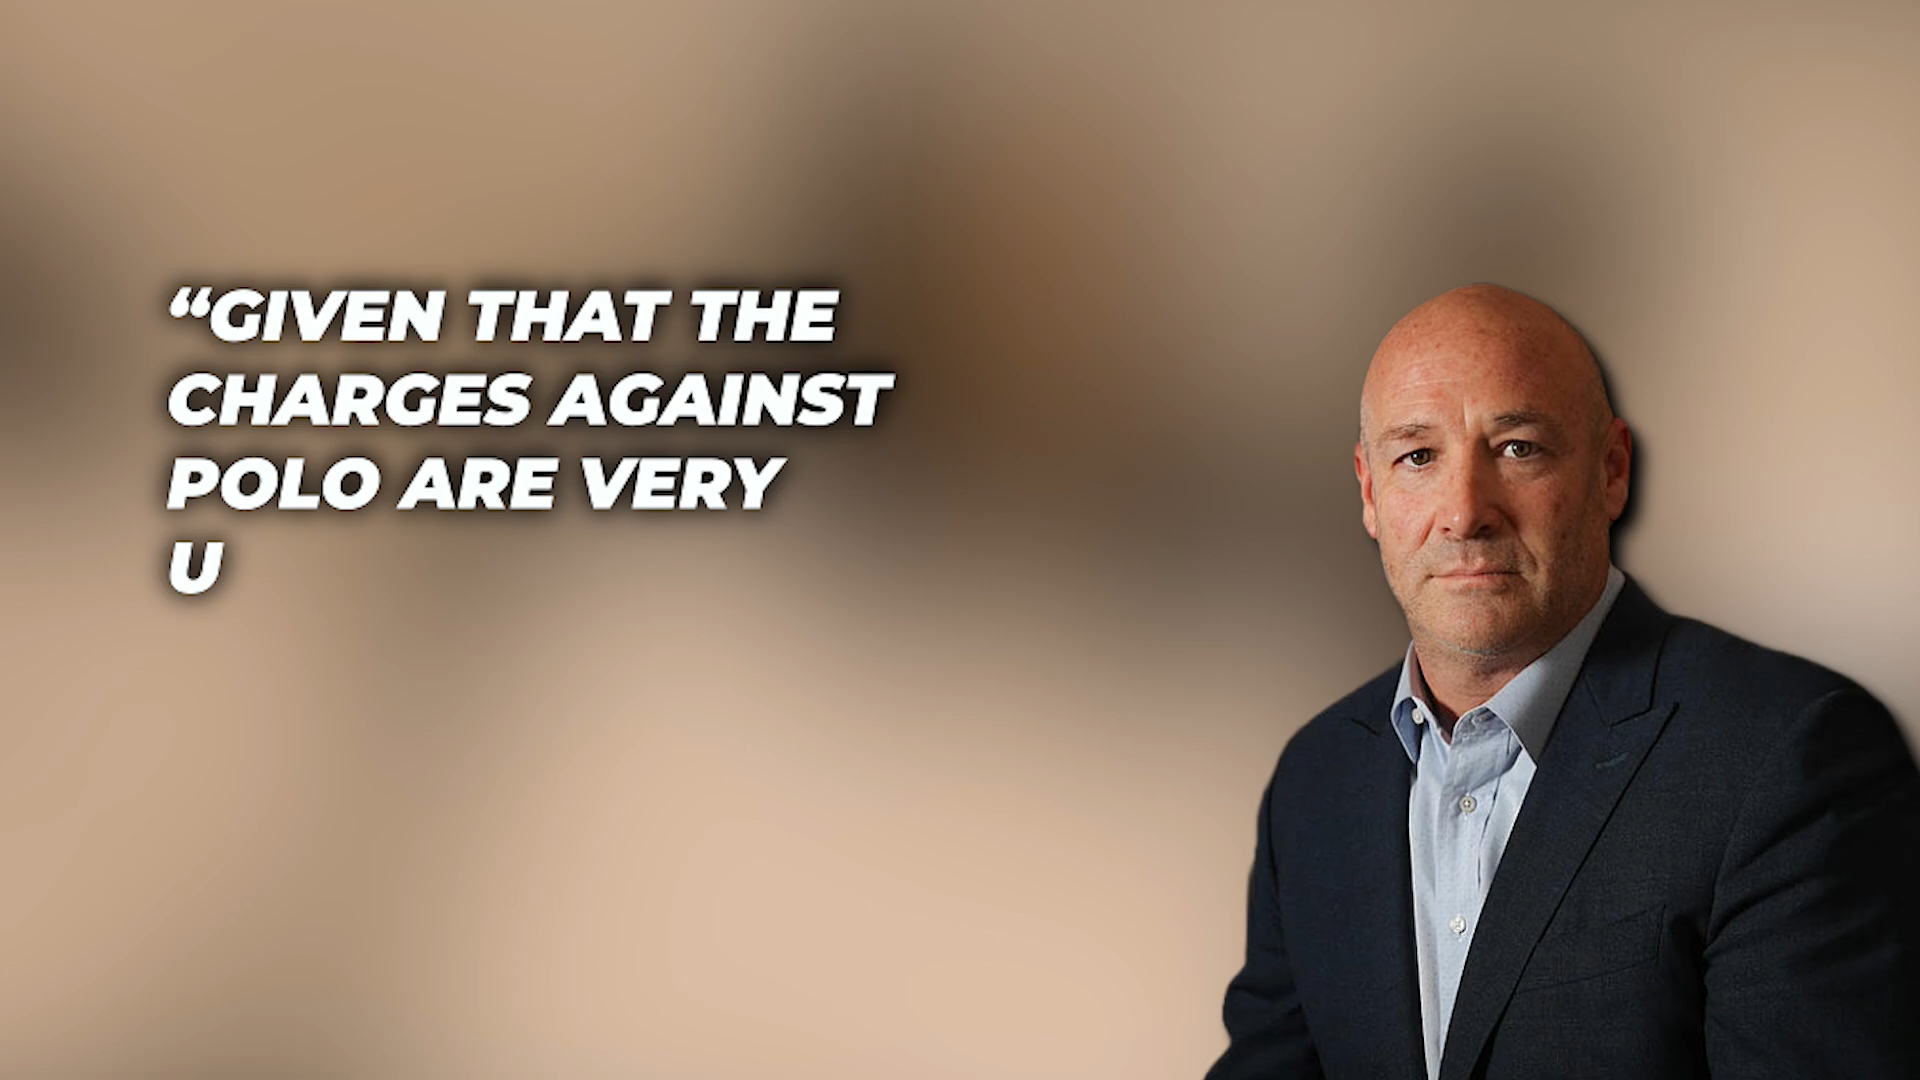 “GIVEN THAT THE
CHARGES AGAINST
POLO ARE VERY
U